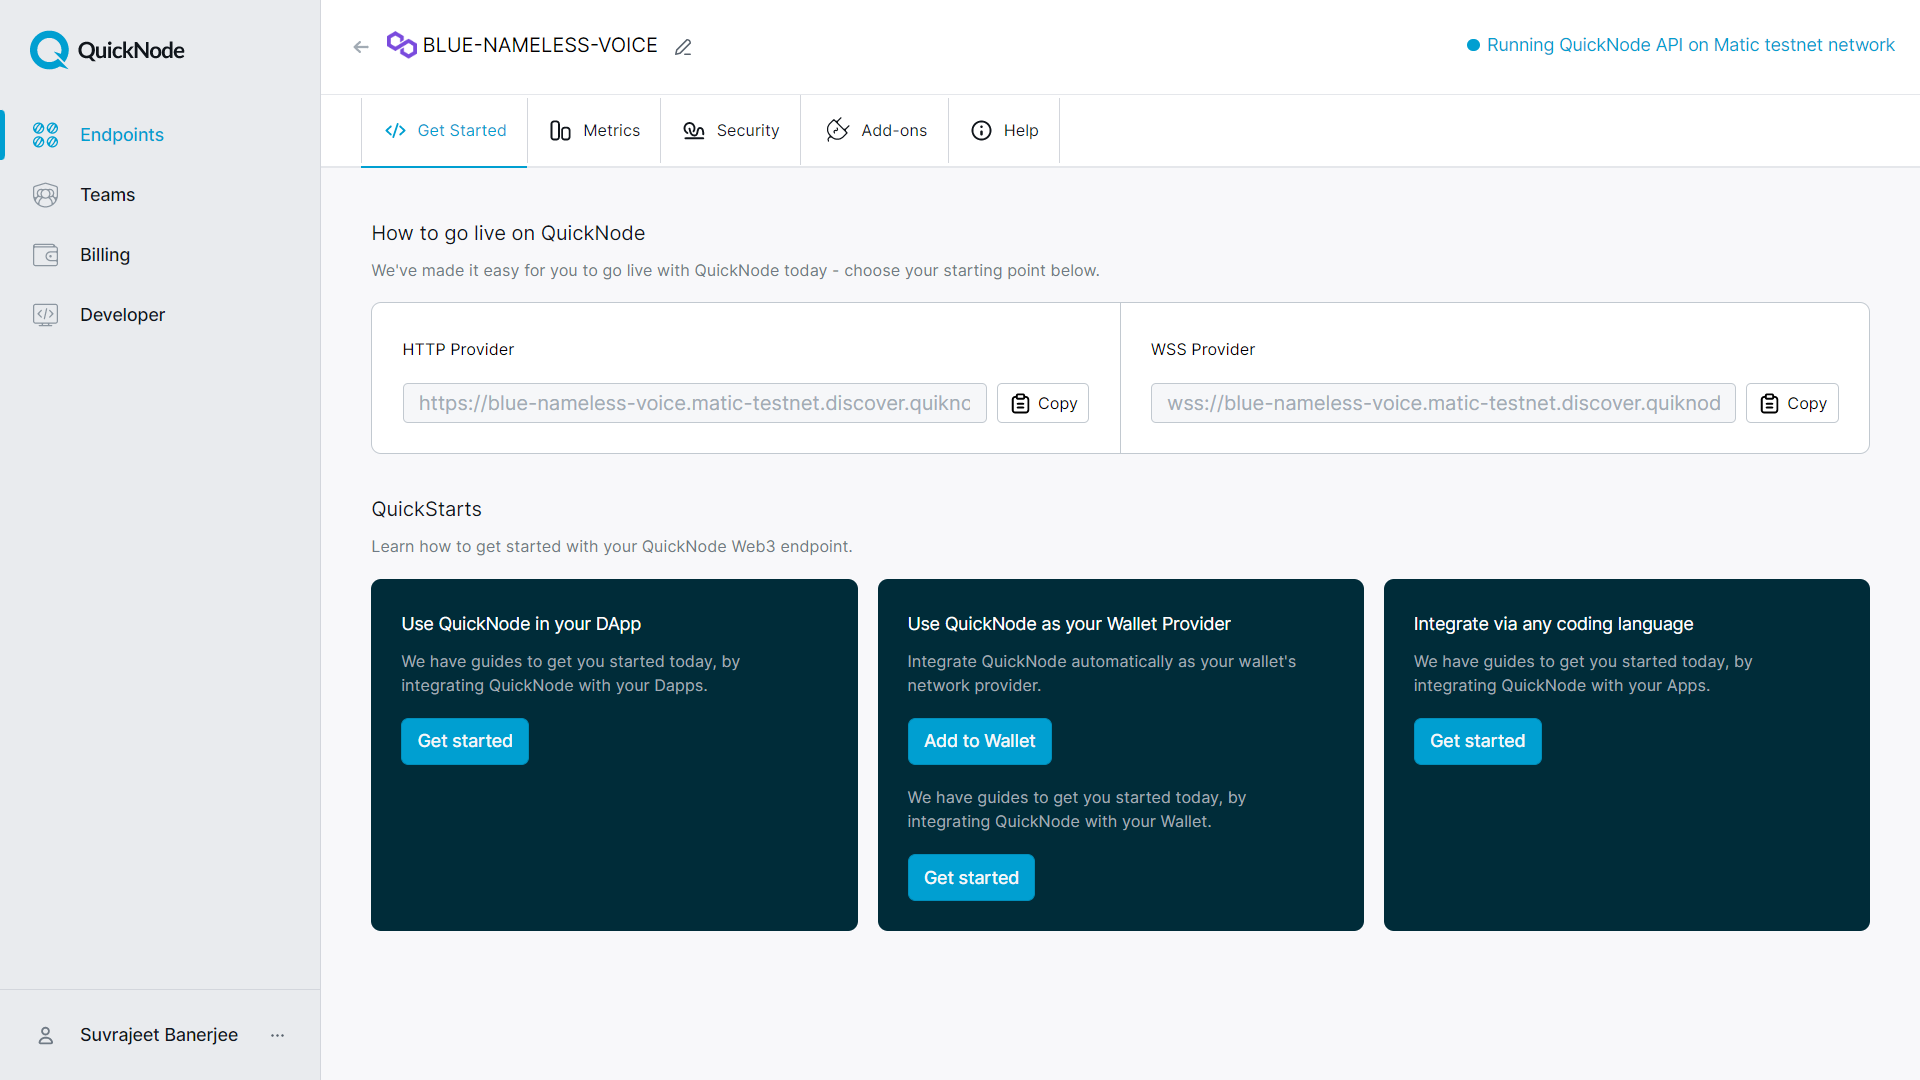 QuickNode
Endpoints
Teams
Billing
Developer
Suvrajeet Banerjee
BLUE-NAMELESS-VOICE
Running QuickNode API on Matic testnet network
Get Started
Metrics
Security
Add-ons
Help
How to go live on QuickNode
We've made it easy for you to go live with QuickNode today - choose your starting point below.
HTTP Provider
https://blue-nameless-voice.matic-testnet.discover.quiknc
Copy
WSS Provider
wss://blue-nameless-voice.matic-testnet.discover.quiknod
Copy
QuickStarts
Learn how to get started with your QuickNode Web3 endpoint.
Use QuickNode in your DApp
We have guides to get you started today, by
integrating QuickNode with your Dapps.
Get started
Use QuickNode as your Wallet Provider
Integrate QuickNode automatically as your wallet's
network provider.
Add to Wallet
We have guides to get you started today, by
integrating QuickNode with your Wallet.
Get started
Integrate via any coding language
We have guides to get you started today, by
integrating QuickNode with your Apps.
Get started